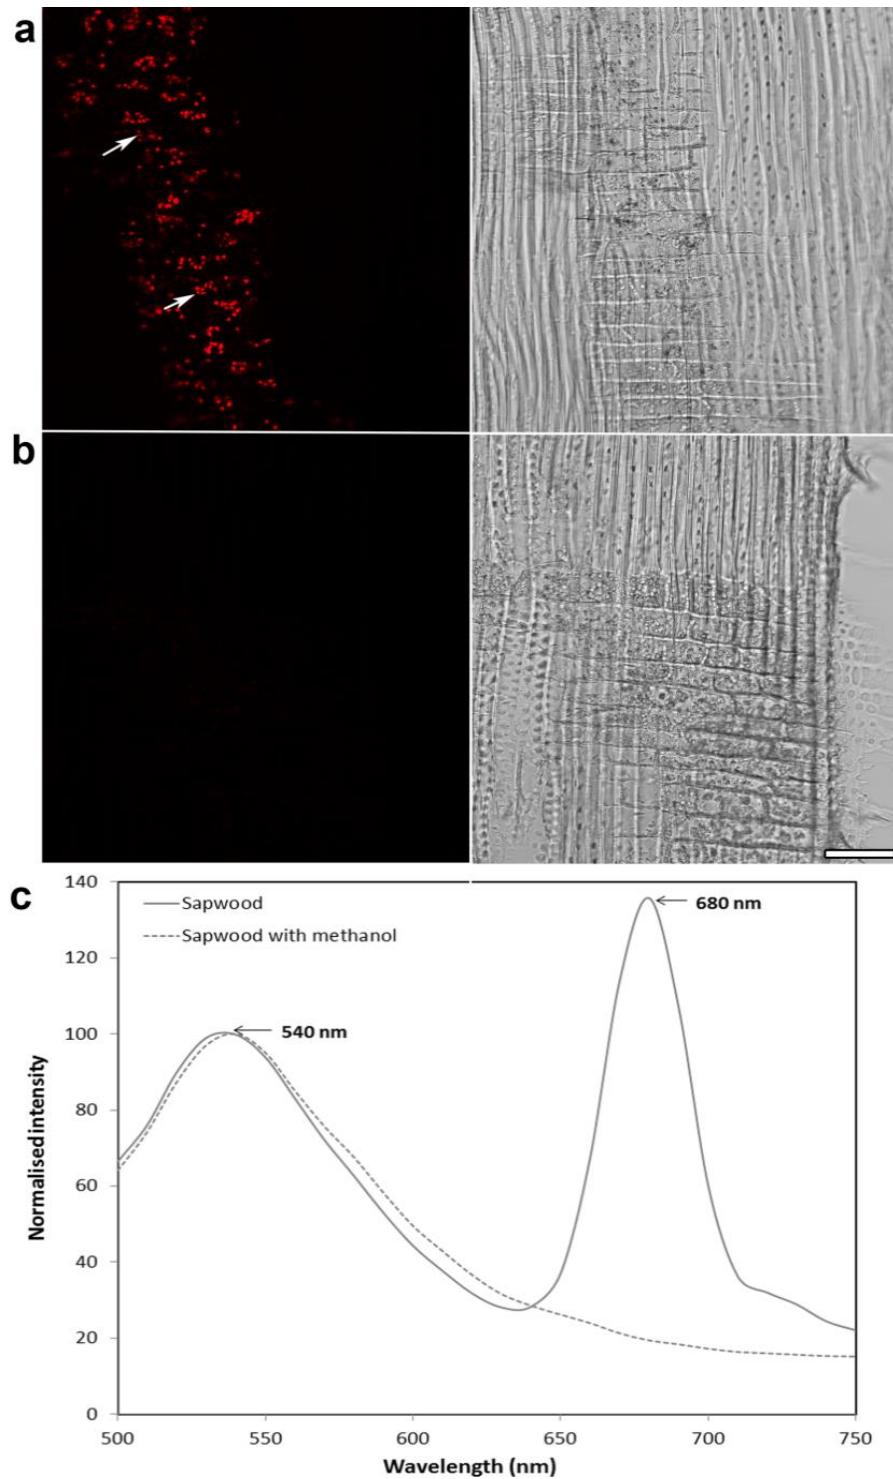 a
b
c
140
120
100
80
60
40
20
0
Normalised intensity
Sapwood
Sapwood with methanol
680 nm
540 nm
500
550
600
650
700
750
Wavelength (nm)